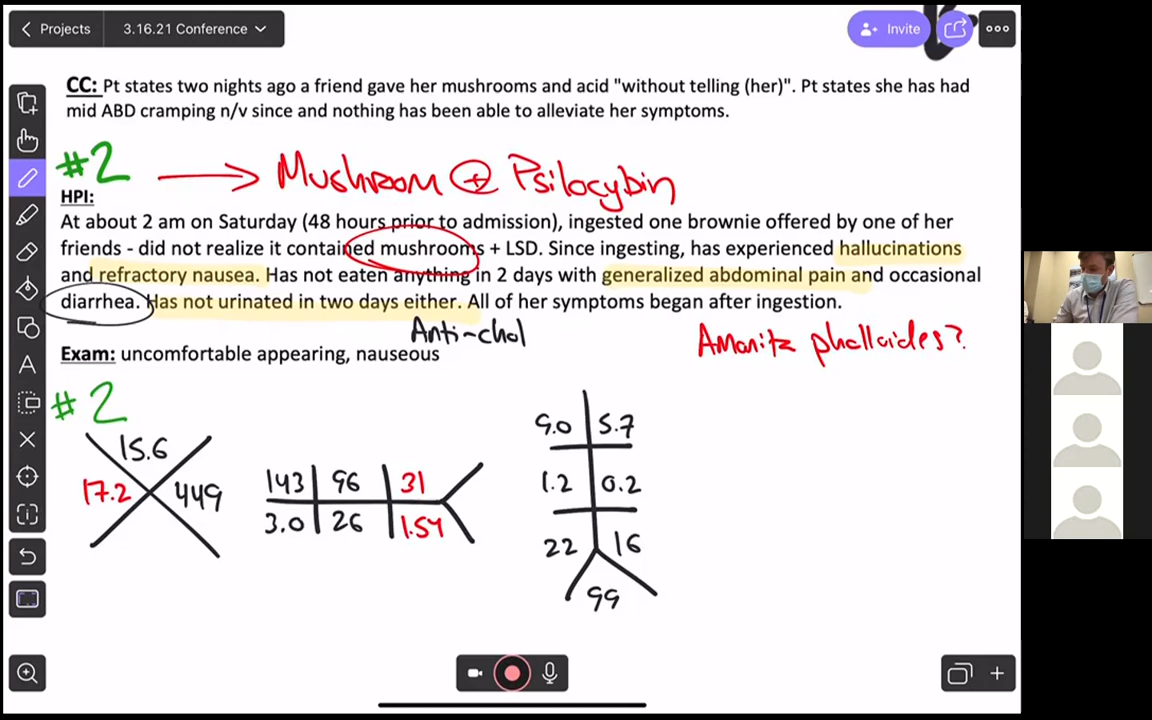 Projects
3.16.21 Conference
Invite
CC: Pt states two nights ago a friend gave her mushrooms and acid "without telling (her)". Pt states she has had
mid ABD cramping n/v since and nothing has been able to alleviate her symptoms.
#2 → Mushroom ⊕ Psilocybin
HPI:
At about 2 am on Saturday (48 hours prior to admission), ingested one brownie offered by one of her
friends - did not realize it contained mushrooms + LSD. Since ingesting, has experienced hallucinations
and refractory nausea. Has not eaten anything in 2 days with generalized abdominal pain and occasional
diarrhea. Has not urinated in two days either. All of her symptoms began after ingestion.
Anti-chol
Amanita phalloides?
Exam: uncomfortable appearing, nauseous
#2
15.6
17.2 449
143 96 31
3.0 26 1.54
9.0 5.7
1.2 0.2
22 16
99
A